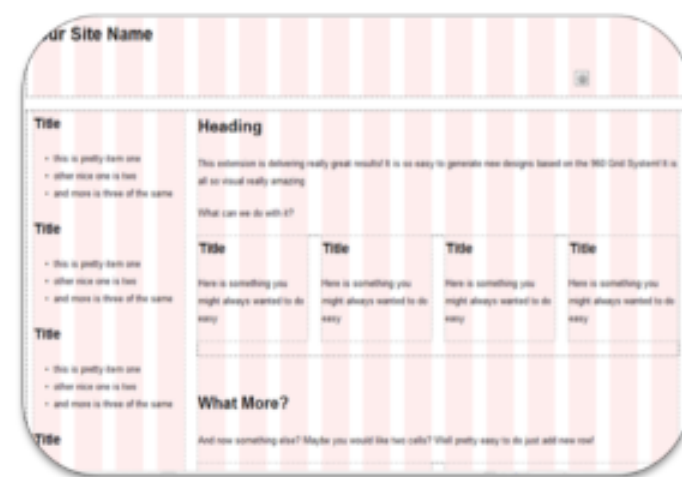 ur Site Name
Title
• this is pretty item one
• other nice one is two
• and more is three of the same
Title
• this is pretty item one
• other nice one is two
• and more is three of the same
Title
• this is pretty item one
• other nice one is two
• and more is three of the same
Title
Heading
This extension is delivering really great results! It is so easy to generate new designs based on the 960 Grid System! It is
all so visual really amazing
What can we do with it?
Title
Here is something you
might always wanted to do
easy
Title
Here is something you
might always wanted to do
easy
Title
Here is something you
might always wanted to do
easy
Title
Here is something you
might always wanted to do
easy
What More?
And now something else? Maybe you would like two cells? Well pretty easy to do just add new row!